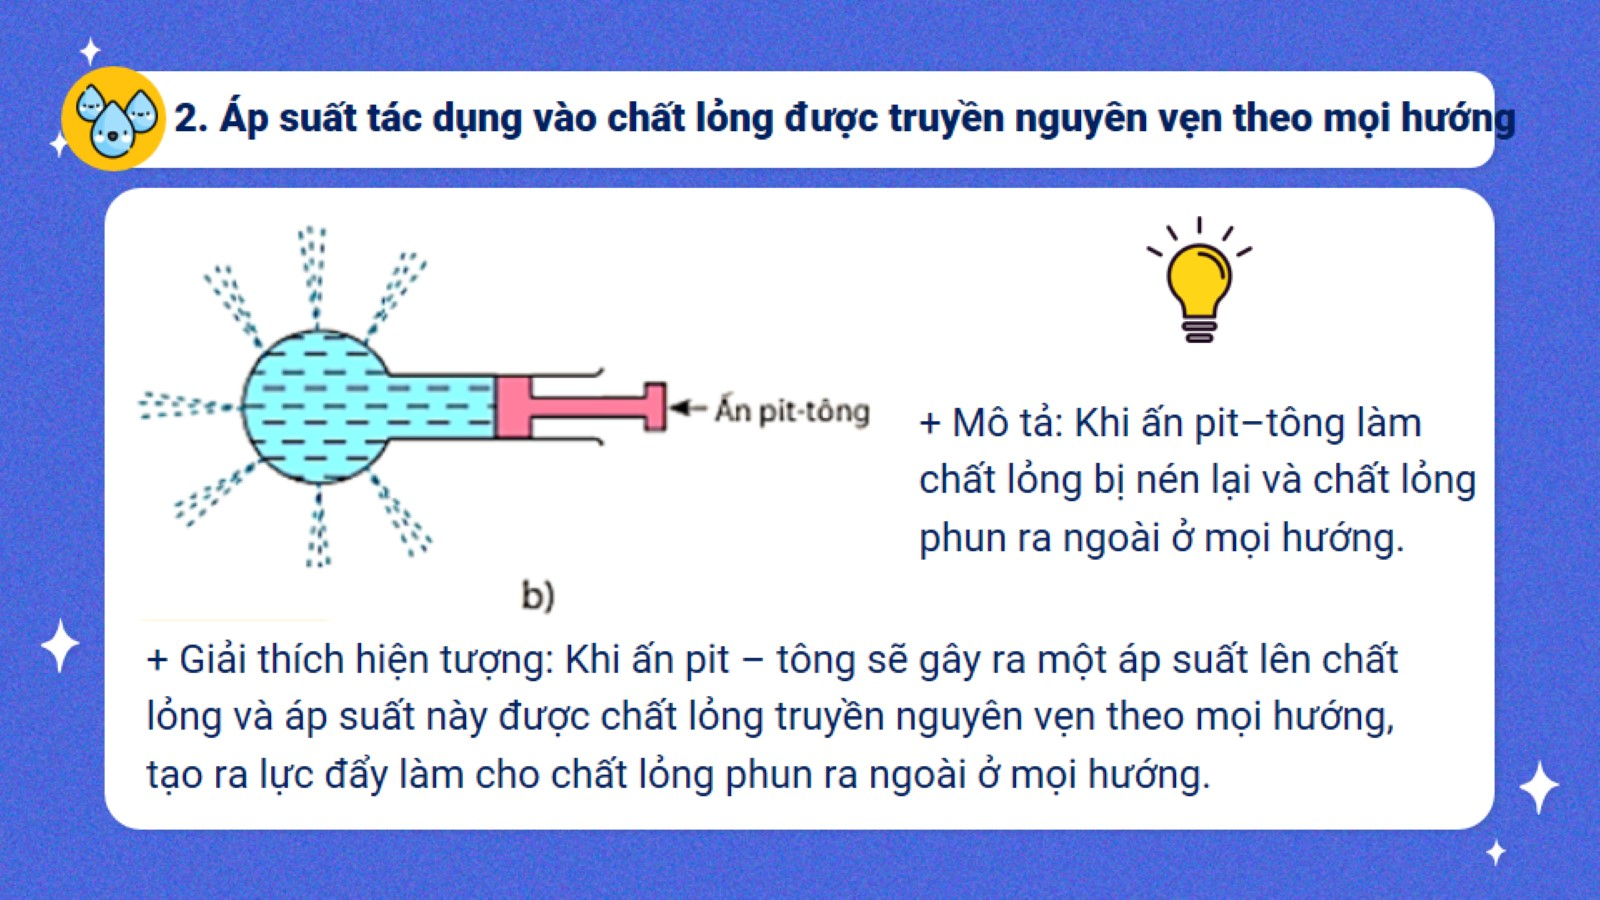 2. Áp suất tác dụng vào chất lỏng được truyền nguyên vẹn theo mọi hướng
Ấn pit-tông
b)
+ Mô tả: Khi ấn pit–tông làm
chất lỏng bị nén lại và chất lỏng
phun ra ngoài ở mọi hướng.
+ Giải thích hiện tượng: Khi ấn pit – tông sẽ gây ra một áp suất lên chất
lỏng và áp suất này được chất lỏng truyền nguyên vẹn theo mọi hướng,
tạo ra lực đẩy làm cho chất lỏng phun ra ngoài ở mọi hướng.